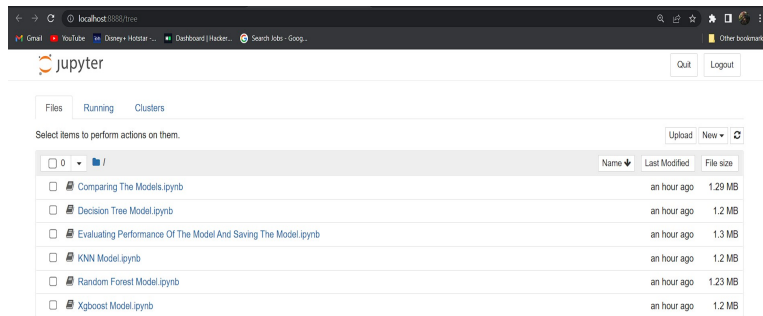 localhost:8888/tree
Gmail YouTube Disney+ Hotstar -... Dashboard | Hacker... Search Jobs - Goog... Other bookmark
jupyter Quit Logout
Files Running Clusters
Select items to perform actions on them. Upload New
0 / Name Last Modified File size
Comparing The Models.ipynb an hour ago 1.29 MB
Decision Tree Model.ipynb an hour ago 1.2 MB
Evaluating Performance Of The Model And Saving The Model.ipynb an hour ago 1.3 MB
KNN Model.ipynb an hour ago 1.2 MB
Random Forest Model.ipynb an hour ago 1.23 MB
Xgboost Model.ipynb an hour ago 1.2 MB